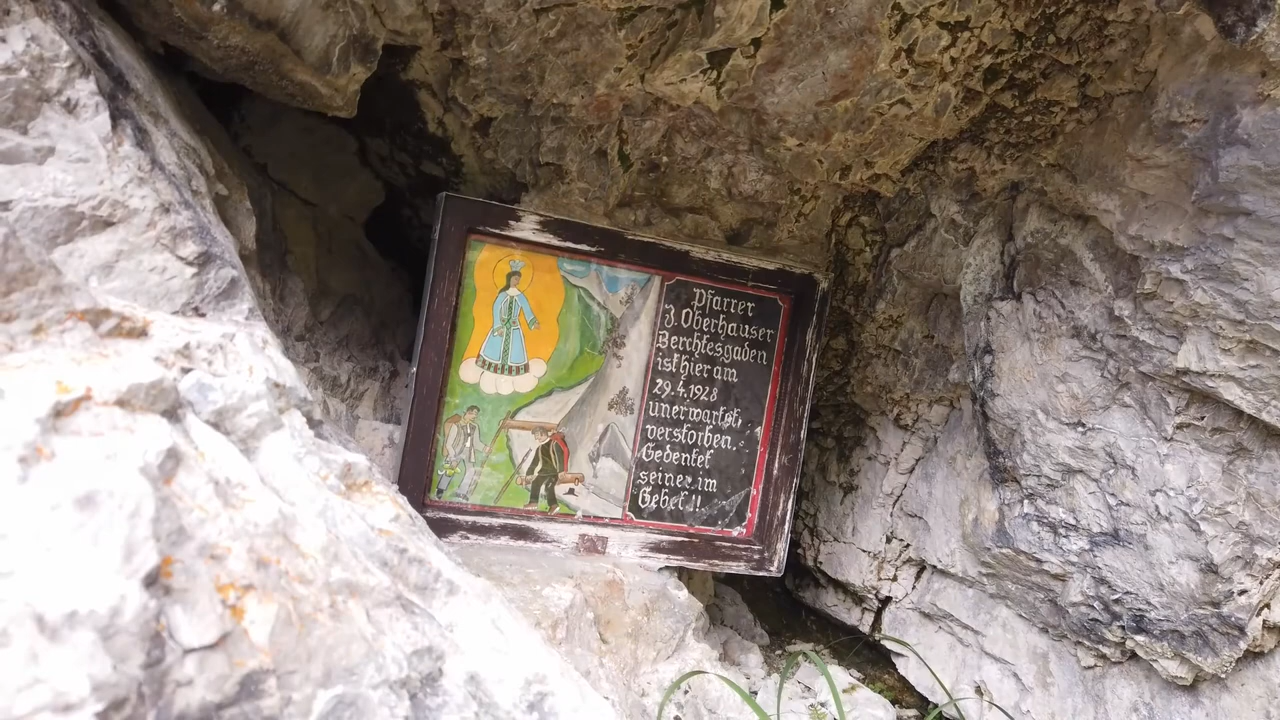 Pfarrer
J. Oberhauser
Berchtesgaden
ist hier am
29.4.1928
unerwartet
verstorben.
Gedenket
seiner im
Gebet !!